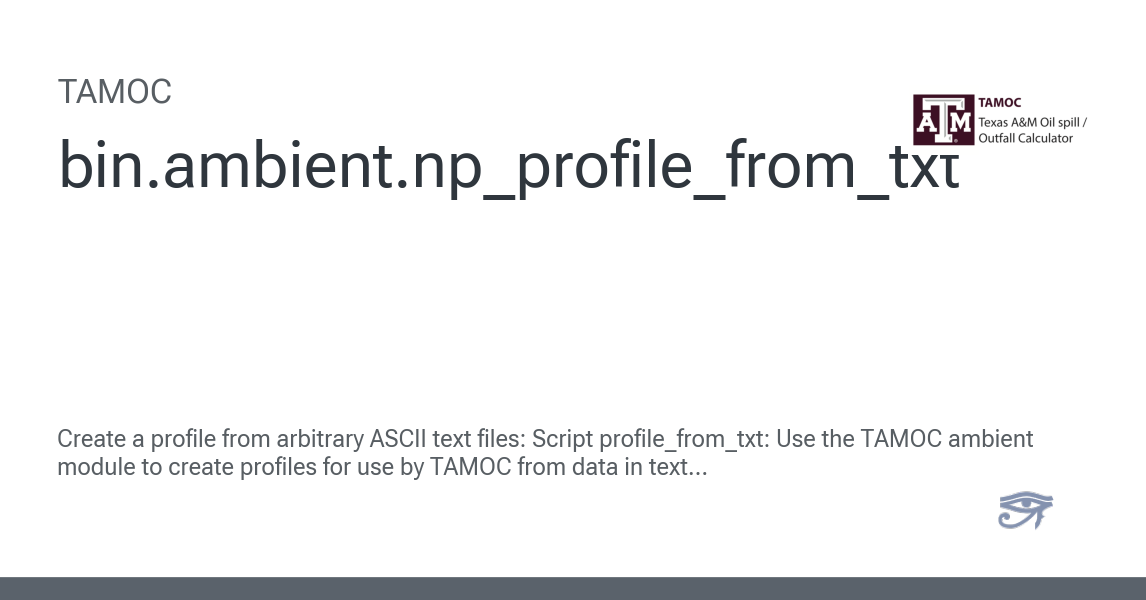 TAMOC
bin.ambient.np_profile_from_txt
ATM
TAMOC
Texas A&M Oil spill /
Outfall Calculator
Create a profile from arbitrary ASCII text files: Script profile_from_txt: Use the TAMOC ambient
module to create profiles for use by TAMOC from data in text...